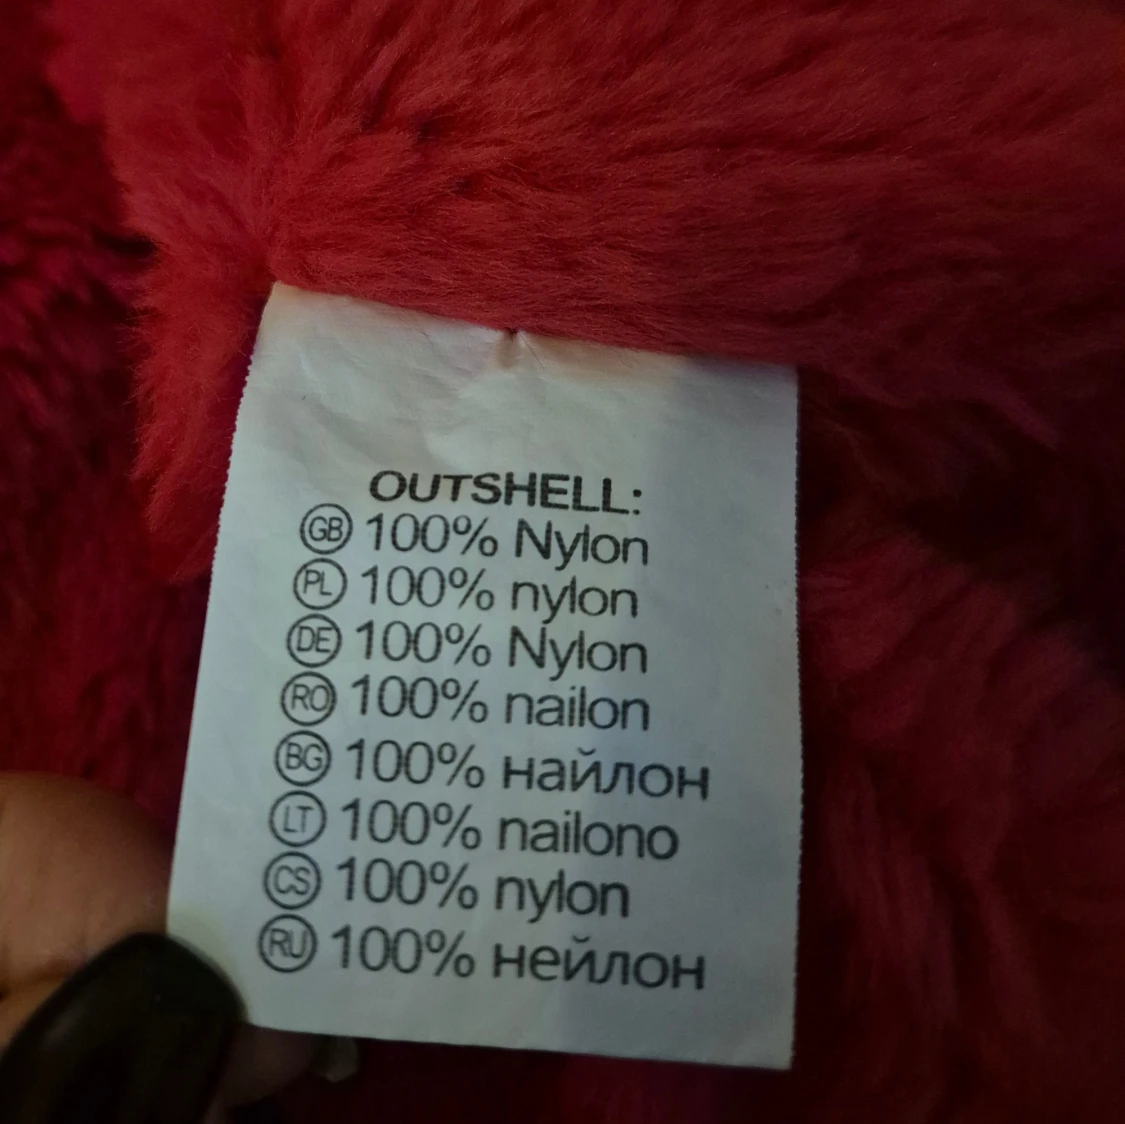 OUTSHELL:
GB 100% Nylon
PL 100% nylon
DE 100% Nylon
RO 100% nailon
BG 100% найлон
LT 100% nailono
CS 100% nylon
RU 100% нейлон